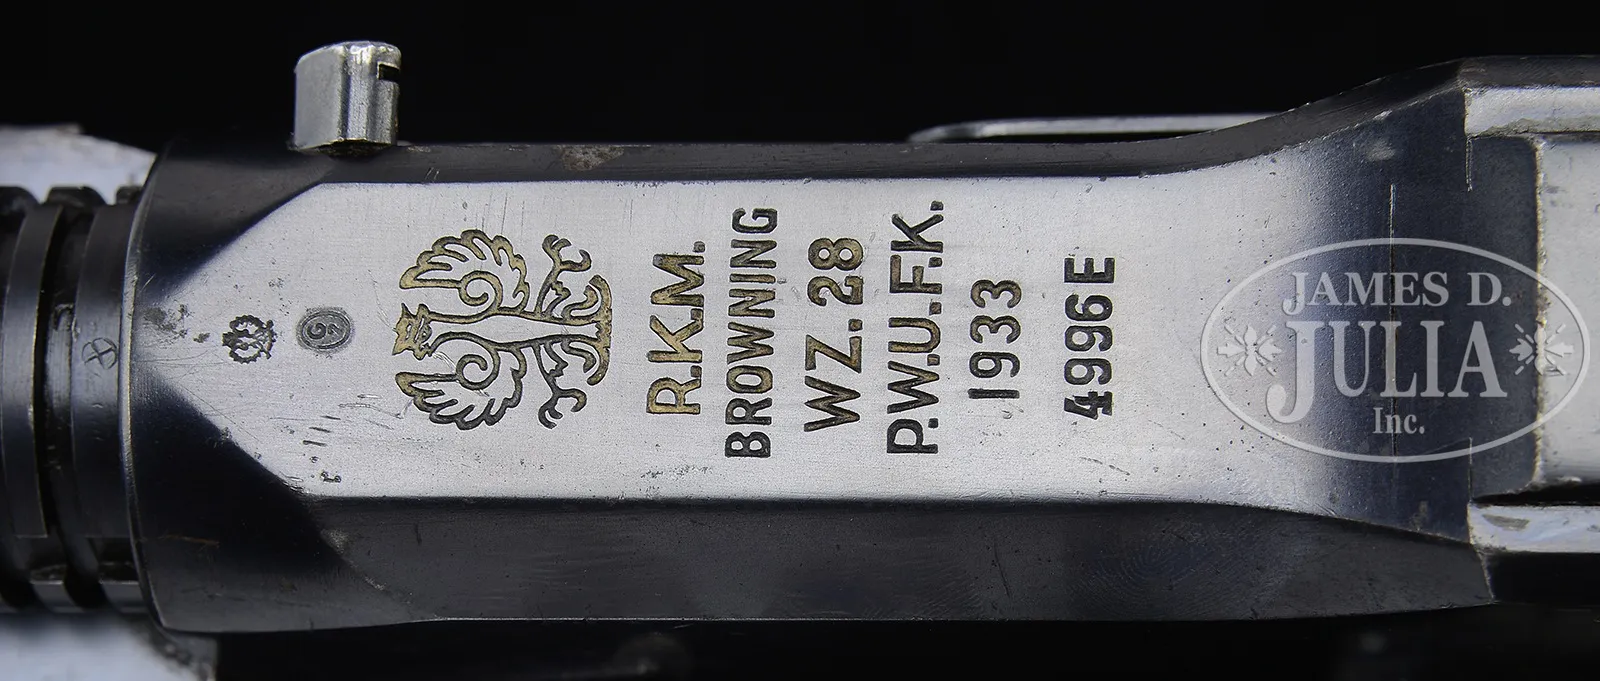 R.K.M.
BROWNING
WZ. 28
P.W.U.F.K.
1933
4996E
JAMES D.
JULIA
Inc.